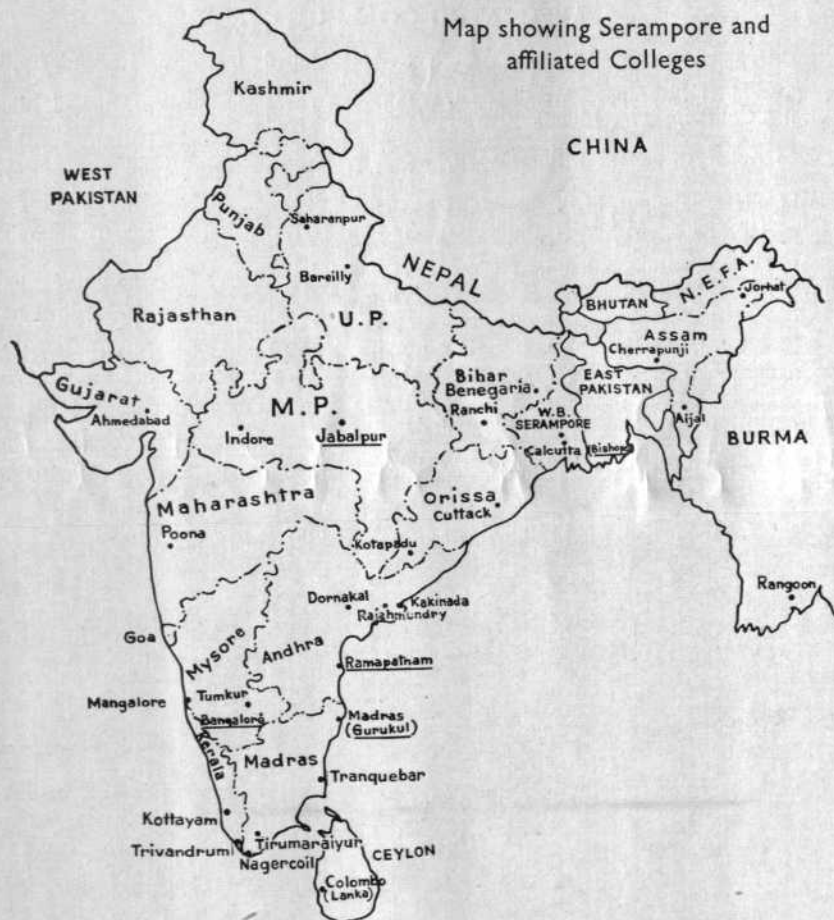 Map showing Serampore and
affiliated Colleges
Kashmir
CHINA
WEST
PAKISTAN
Punjab
Saharanpur
Bareilly
NEPAL
Rajasthan
U.P.
BHUTAN
N.E.F.A.
Jorhat
Assam
Cherrapunji
EAST
PAKISTAN
Bihar
Benegaria
Ranchi
W.B.
SERAMPORE
Calcutta
(Bishops)
Aijal
BURMA
Gujarat
Ahmedabad
M.P.
Indore
Jabalpur
Maharashtra
Orissa
Cuttack
Poona
Kotapadu
Rangoon
Dornakal
Kakinada
Rajahmundry
Goa
Mysore
Andhra
Ramapatnam
Mangalore
Tumkur
Bangalore
Madras
(Gurukul)
Kerala
Madras
Tranquebar
Kottayam
Trivandrum
Tirumaraiyur
Nagercoil
CEYLON
Colombo
(Lanka)